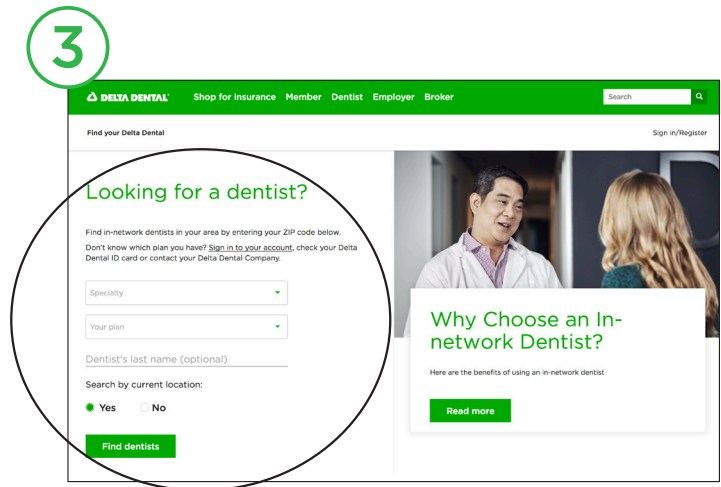 3
DELTA DENTAL
Shop for insurance Member Dentist Employer Broker
Search
Find your Delta Dental
Sign in/Register
Looking for a dentist?
Find in-network dentists in your area by entering your ZIP code below.
Don't know which plan you have? Sign in to your account, check your Delta
Dental ID card or contact your Delta Dental Company.
Specialty
Your plan
Dentist's last name (optional)
Search by current location:
Yes No
Find dentists
Why Choose an In-
network Dentist?
Here are the benefits of using an in-network dentist
Read more